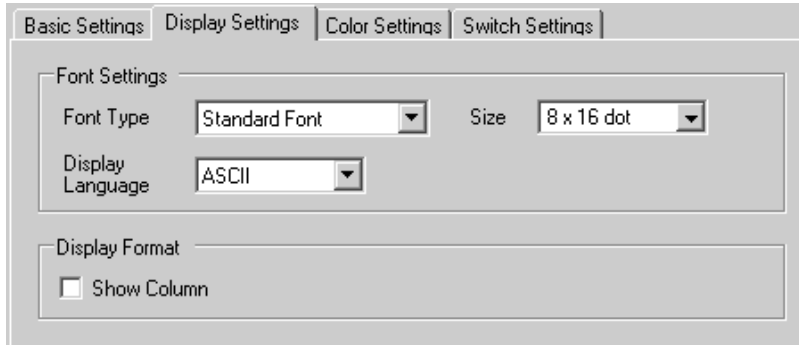 Basic Settings Display Settings Color Settings Switch Settings
Font Settings
Font Type Standard Font Size 8 x 16 dot
Display
Language ASCII
Display Format
Show Column